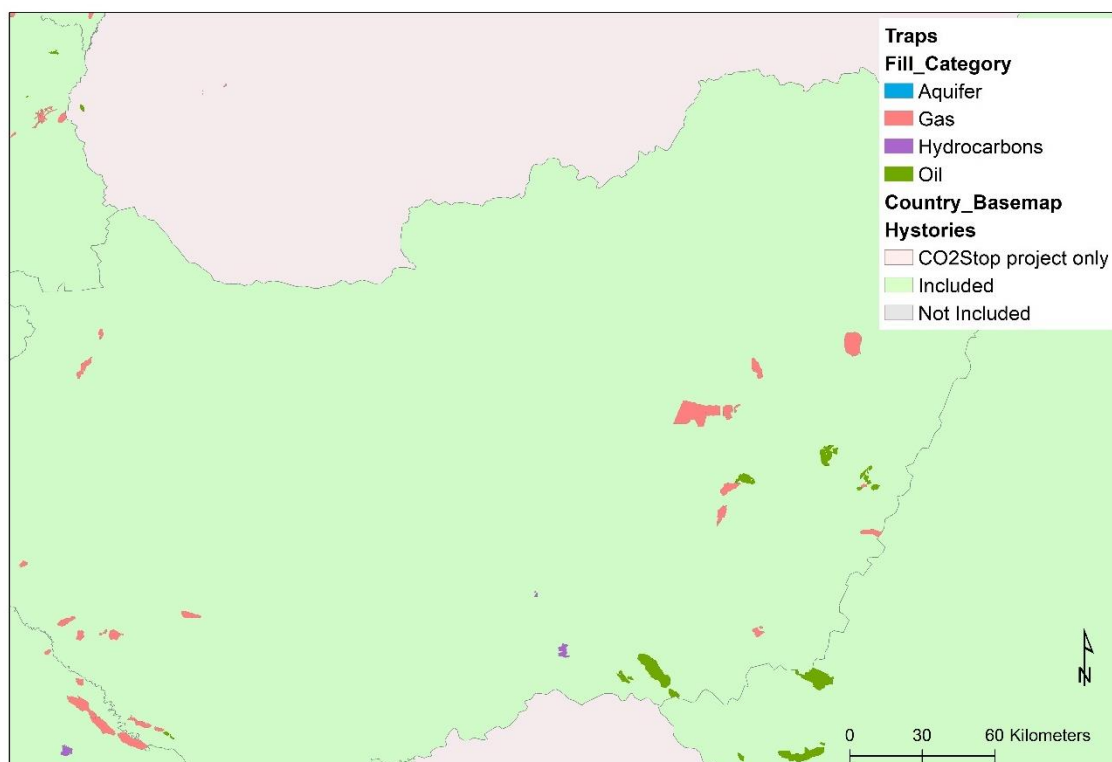 Traps
Fill_Category
Aquifer
Gas
Hydrocarbons
Oil
Country_Basemap
Hystories
CO2Stop project only
Included
Not Included
N
0 30 60 Kilometers